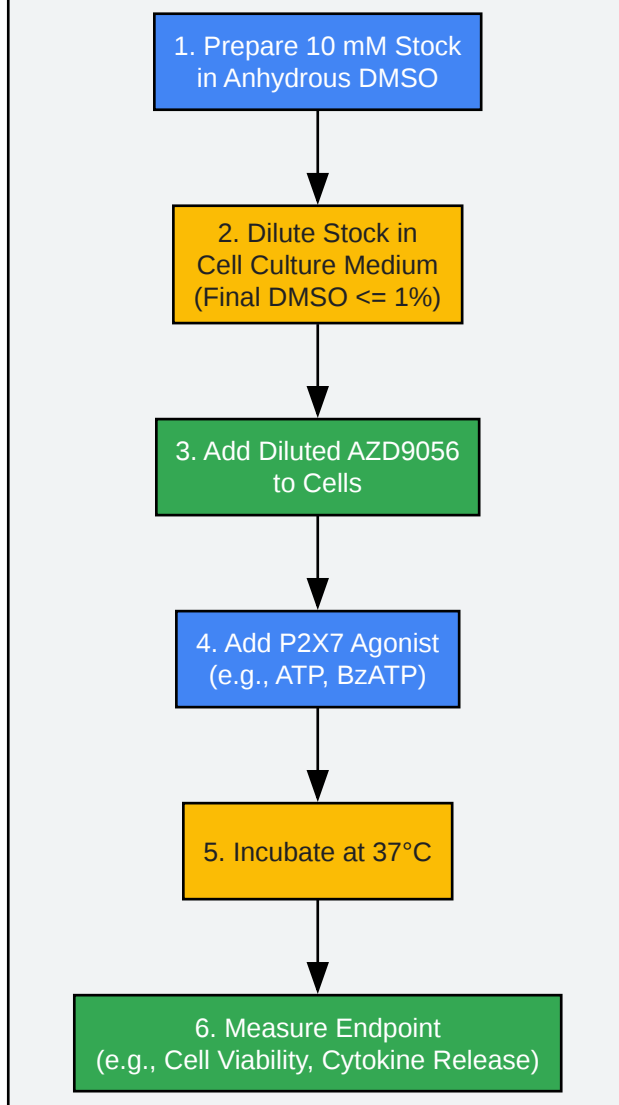 1. Prepare 10 mM Stock
in Anhydrous DMSO
2. Dilute Stock in
Cell Culture Medium
(Final DMSO <= 1%)
3. Add Diluted AZD9056
to Cells
4. Add P2X7 Agonist
(e.g., ATP, BzATP)
5. Incubate at 37°C
6. Measure Endpoint
(e.g., Cell Viability, Cytokine Release)